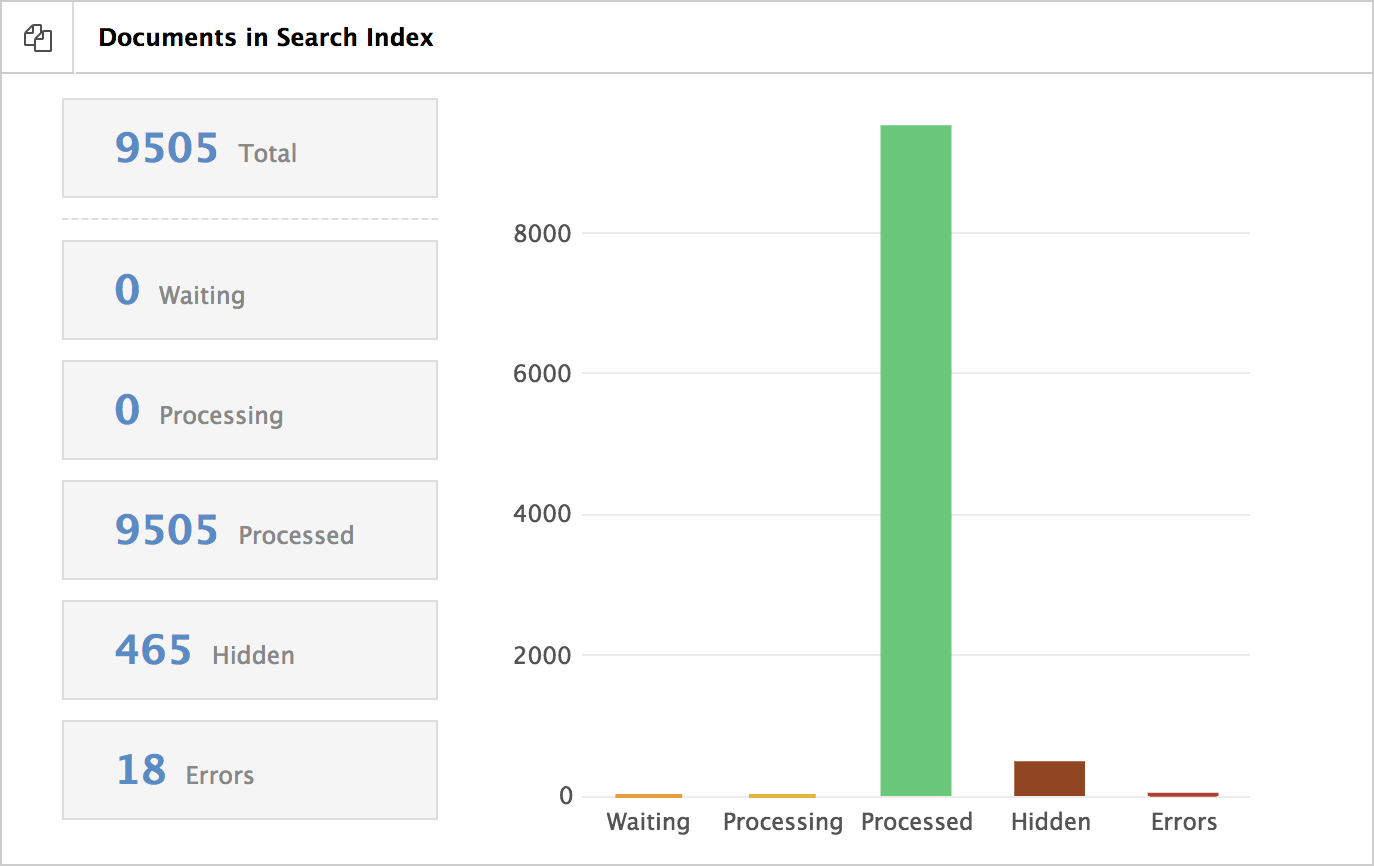 Documents in Search Index
9505 Total
0 Waiting
0 Processing
9505 Processed
465 Hidden
18 Errors
8000
6000
4000
2000
0
Waiting Processing Processed Hidden Errors